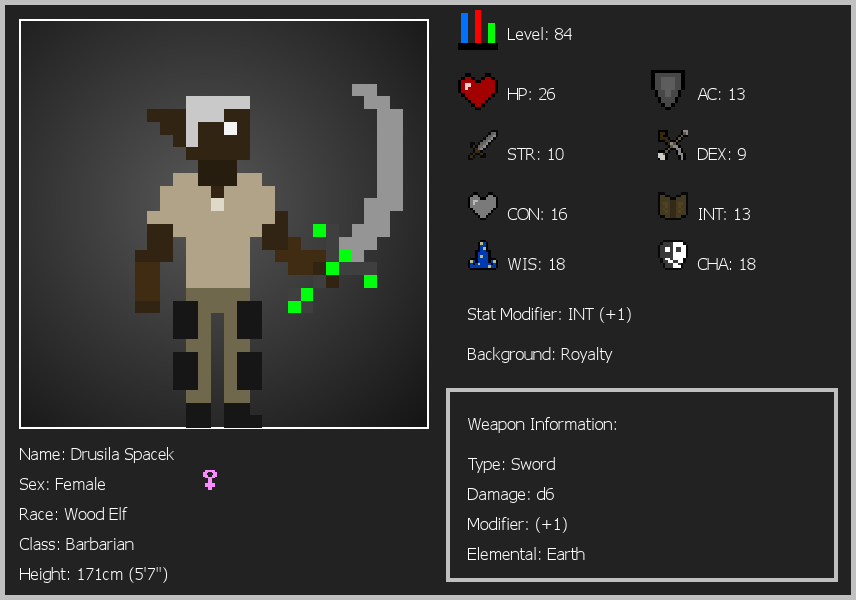 Level: 84
HP: 26
AC: 13
STR: 10
DEX: 9
CON: 16
INT: 13
WIS: 18
CHA: 18
Stat Modifier: INT (+1)
Background: Royalty
Weapon Information:
Type: Sword
Damage: d6
Modifier: (+1)
Elemental: Earth
Name: Drusila Spacek
Sex: Female
Race: Wood Elf
Class: Barbarian
Height: 171cm (5'7")